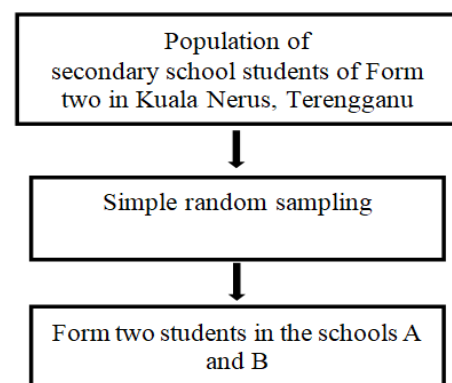 Population of
secondary school students of Form
two in Kuala Nerus, Terengganu
Simple random sampling
Form two students in the schools A
and B